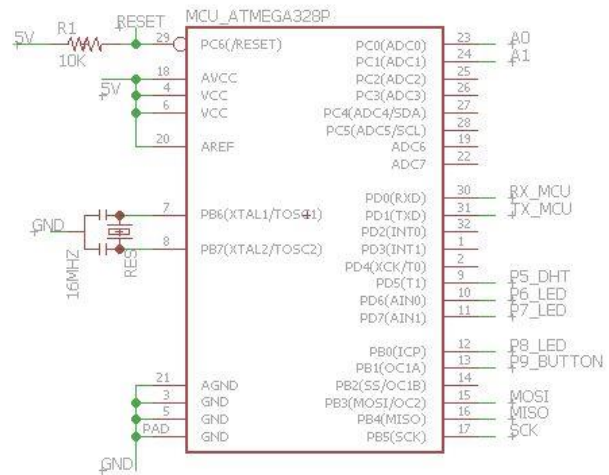 MCU_ATMEGA328P
RESET
R1
5V
10K
29 PC6(/RESET)
18 AVCC
5V
4 VCC
6 VCC
20 AREF
7 PB6(XTAL1/TOSC1)
GND
8 PB7(XTAL2/TOSC2)
16MHZ
RES
21 AGND
3 GND
5 GND
PAD GND
GND
PC0(ADC0) 23 A0
PC1(ADC1) 24 A1
PC2(ADC2) 25
PC3(ADC3) 26
PC4(ADC4/SDA) 27
PC5(ADC5/SCL) 28
ADC6 19
ADC7 22
PD0(RXD) 30 RX_MCU
PD1(TXD) 31 TX_MCU
PD2(INT0) 32
PD3(INT1) 1
PD4(XCK/T0) 2
PD5(T1) 9 P5_DHT
PD6(AIN0) 10 P6_LED
PD7(AIN1) 11 P7_LED
PB0(ICP) 12 P8_LED
PB1(OC1A) 13 P9_BUTTON
PB2(SS/OC1B) 14
PB3(MOSI/OC2) 15 MOSI
PB4(MISO) 16 MISO
PB5(SCK) 17 SCK